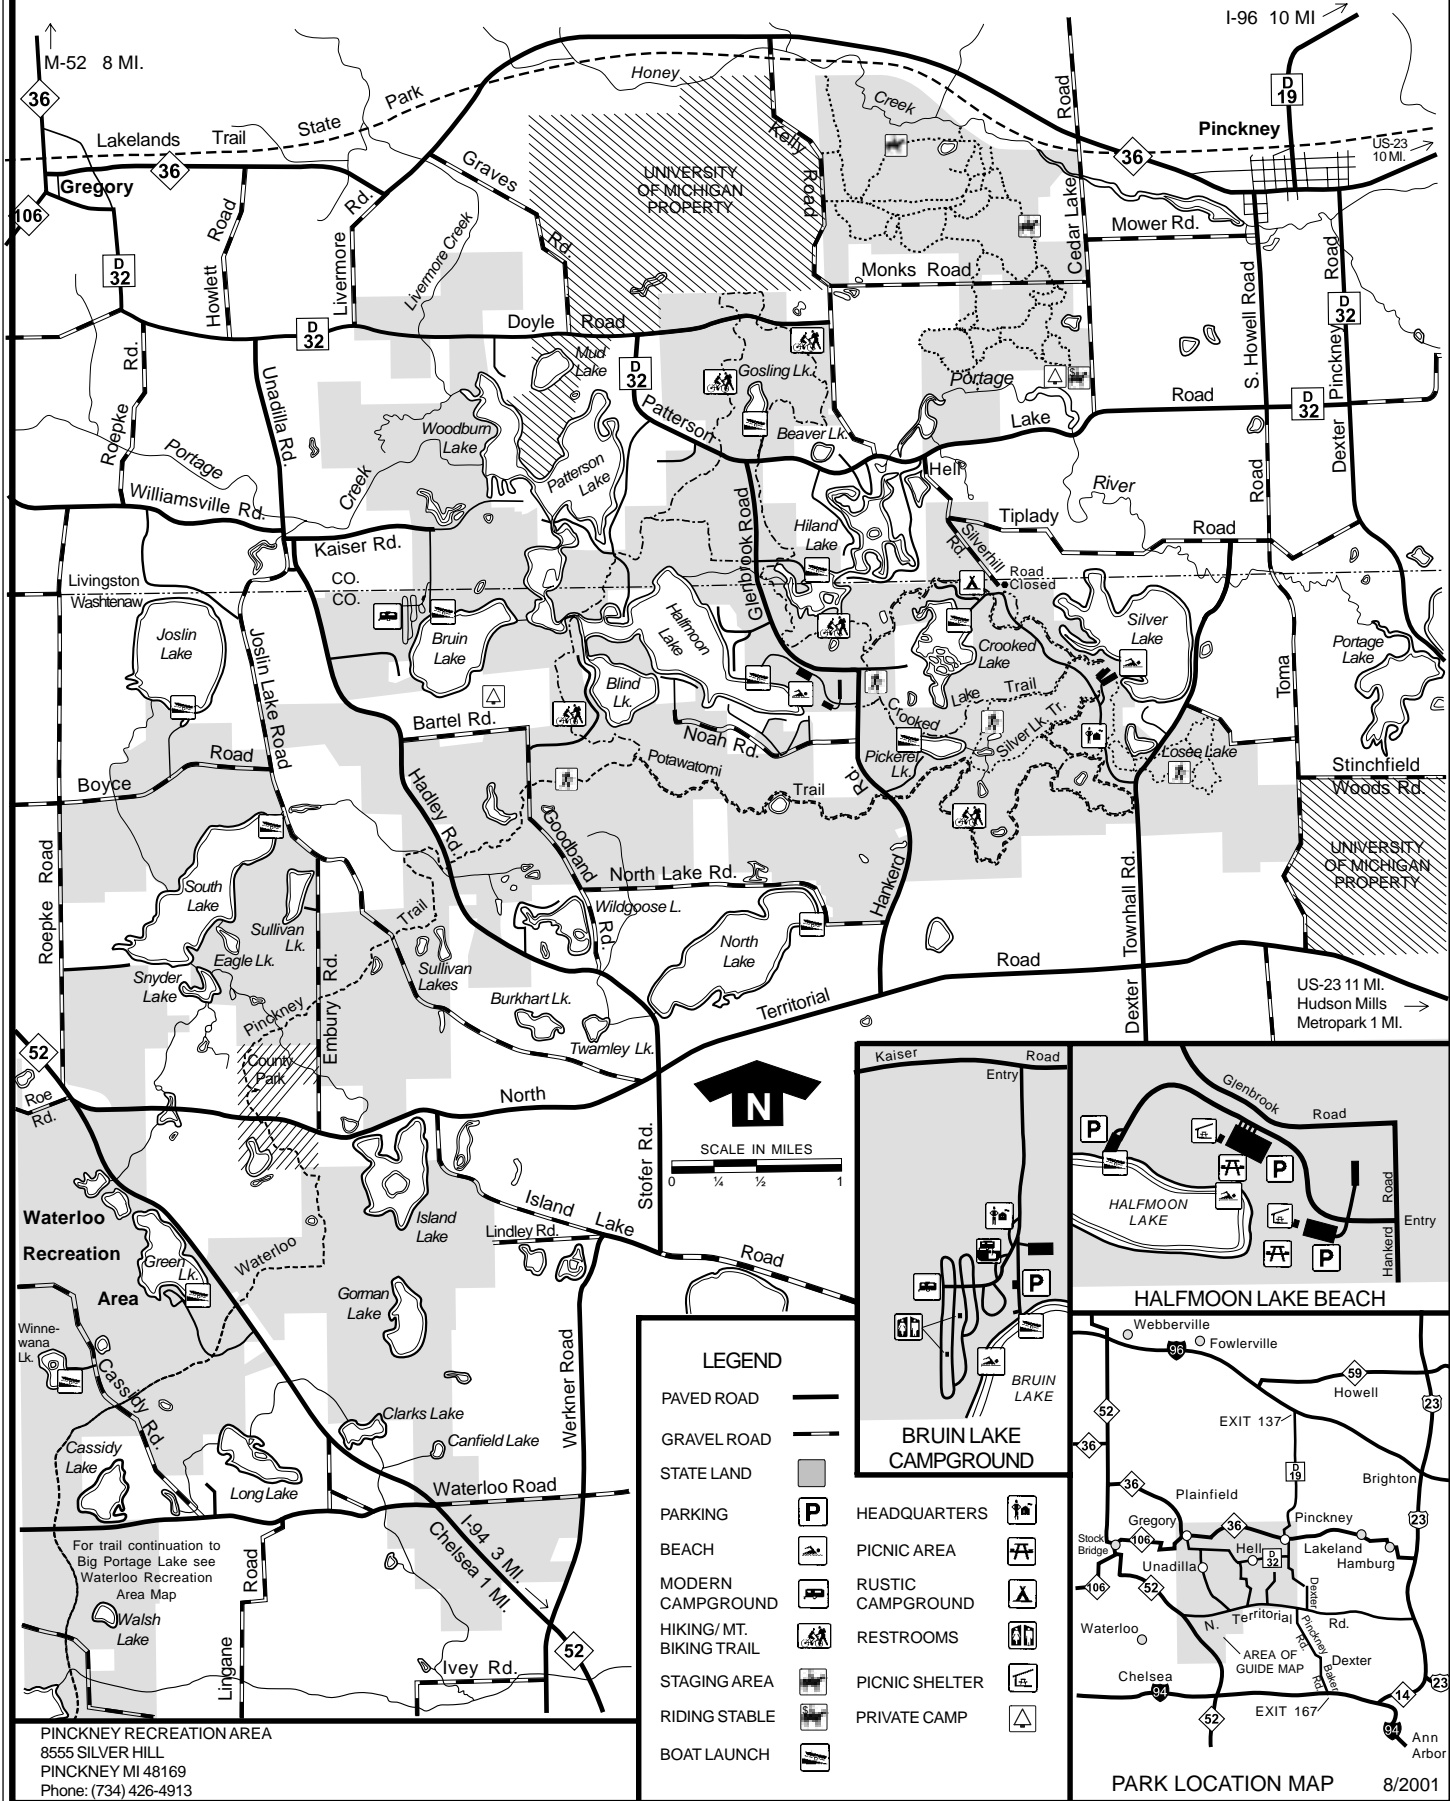 I-96 10 MI
M-52 8 MI.
36
Honey
Creek
Road
D
19
Pinckney
Lakelands Trail State Park
36
36
US-23
10 MI.
Gregory
106
Graves
Rd.
UNIVERSITY
OF MICHIGAN
PROPERTY
Kelly
Road
Cedar Lake
Mower Rd.
Howlett Road
Livermore Rd.
Livermore Creek
Monks Road
D
32
D
32
Doyle Road
D
32
S. Howell Road
Pinckney Road
D
32
Mud
Lake
Gosling Lk.
Portage
Lake
Road
D
32
Roepke Rd.
Unadilla Rd.
Woodburn
Lake
Patterson
Patterson
Lake
Beaver Lk.
Portage
Creek
Hell
River
Road
Dexter
Williamsville Rd.
Kaiser Rd.
Glenbrook Road
Hiland
Lake
Tiplady
Road
Silverhill
Rd.
Road
Closed
Livingston
Washtenaw
CO.
CO.
Joslin
Lake
Joslin Lake Road
Bruin
Lake
Halfmoon
Lake
Blind
Lk.
Crooked
Lake
Silver
Lake
Portage
Lake
Toma
Bartel Rd.
Noah Rd.
Crooked
Lake Trail
Silver Lk. Tr.
Pickerel
Lk.
Losee Lake
Boyce
Road
Potawatomi
Trail
Rd
Stinchfield
Woods Rd.
Hadley Rd.
Goodband
Rd.
Roepke Road
South
Lake
North Lake Rd.
Hankerd
Townhall Rd.
UNIVERSITY
OF MICHIGAN
PROPERTY
Sullivan
Lk.
Trail
Wildgoose L.
Eagle Lk.
Sullivan
Lakes
North
Lake
Road
Snyder
Lake
Pinckney
Embury Rd.
Burkhart Lk.
Territorial
Dexter
US-23 11 MI.
Hudson Mills
Metropark 1 MI.
Twamley Lk.
52
County
Park
Roe
Rd.
North
N
SCALE IN MILES
0 ¼ ½ 1
Stofer Rd.
Waterloo
Recreation
Area
Island
Lake
Island Lake Road
Lindley Rd.
Green
Lk.
Waterloo
Gorman
Lake
Winne-
wana
Lk.
Cassidy Rd.
Werkner Road
Clarks Lake
Canfield Lake
Cassidy
Lake
Long Lake
Waterloo Road
I-94 3 MI.
Chelsea 1 MI.
For trail continuation to
Big Portage Lake see
Waterloo Recreation
Area Map
Walsh
Lake
Lingane Road
Ivey Rd.
52
PINCKNEY RECREATION AREA
8555 SILVER HILL
PINCKNEY MI 48169
Phone: (734) 426-4913
LEGEND
PAVED ROAD
GRAVEL ROAD
STATE LAND
PARKING
P
BEACH
MODERN
CAMPGROUND
HIKING/ MT.
BIKING TRAIL
STAGING AREA
RIDING STABLE
$
BOAT LAUNCH
HEADQUARTERS
PICNIC AREA
RUSTIC
CAMPGROUND
RESTROOMS
PICNIC SHELTER
PRIVATE CAMP
Kaiser Road
Entry
P
BRUIN
LAKE
BRUIN LAKE
CAMPGROUND
Glenbrook
Road
P
P
HALFMOON
LAKE
P
Entry
Hankerd Road
HALFMOON LAKE BEACH
Webberville
Fowlerville
96
59
Howell
23
52
EXIT 137
36
D
19
Brighton
36
Plainfield
Gregory
36
Pinckney
23
Stock
Bridge
106
Hell
D
32
Lakeland
Hamburg
Unadilla
106
52
Dexter
Pinckney
Rd.
N. Territorial Rd.
Waterloo
AREA OF
GUIDE MAP
Dexter
Baker
Rd
Chelsea
94
EXIT 167
14
23
52
94
Ann
Arbor
PARK LOCATION MAP 8/2001